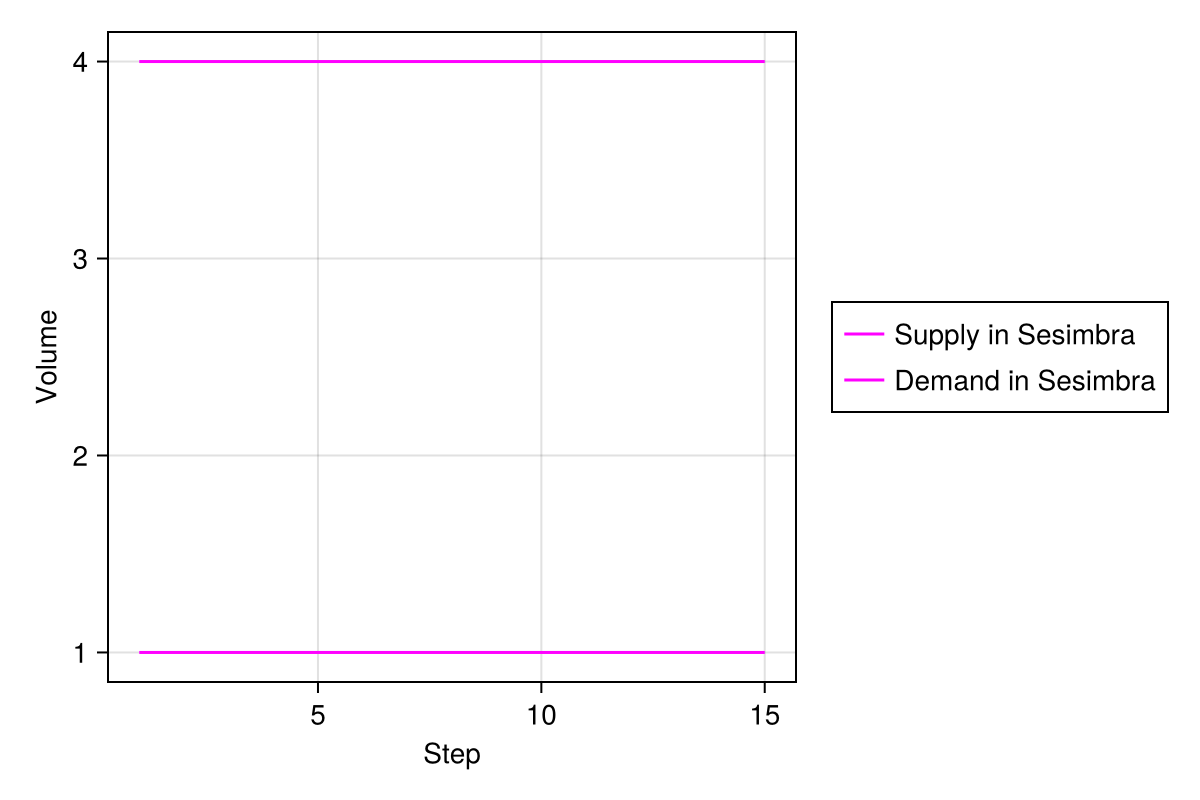 4
3
2
1
Volume
5 10 15
Step
Supply in Sesimbra
Demand in Sesimbra